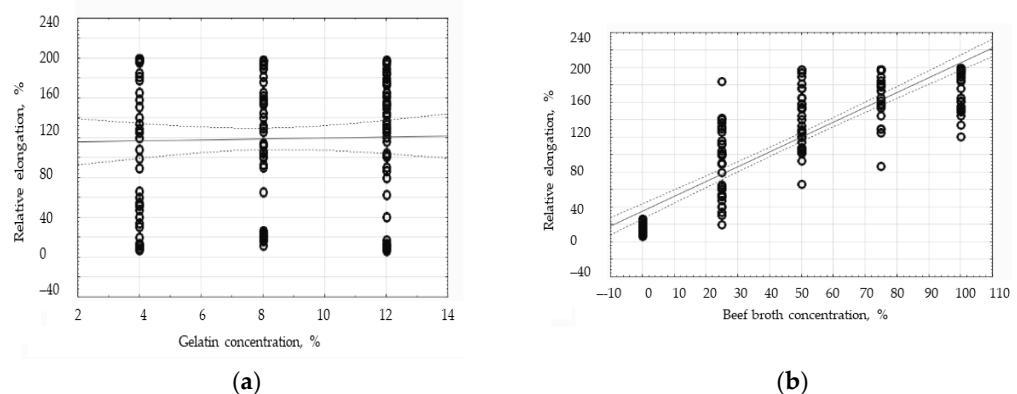 240
200
160
120
80
40
0
–40
Relative elongation, %
2 4 6 8 10 12 14
Gelatin concentration, %
(a)
240
200
160
120
80
40
0
–40
Relative elongation, %
–10 0 10 20 30 40 50 60 70 80 90 100 110
Beef broth concentration, %
(b)